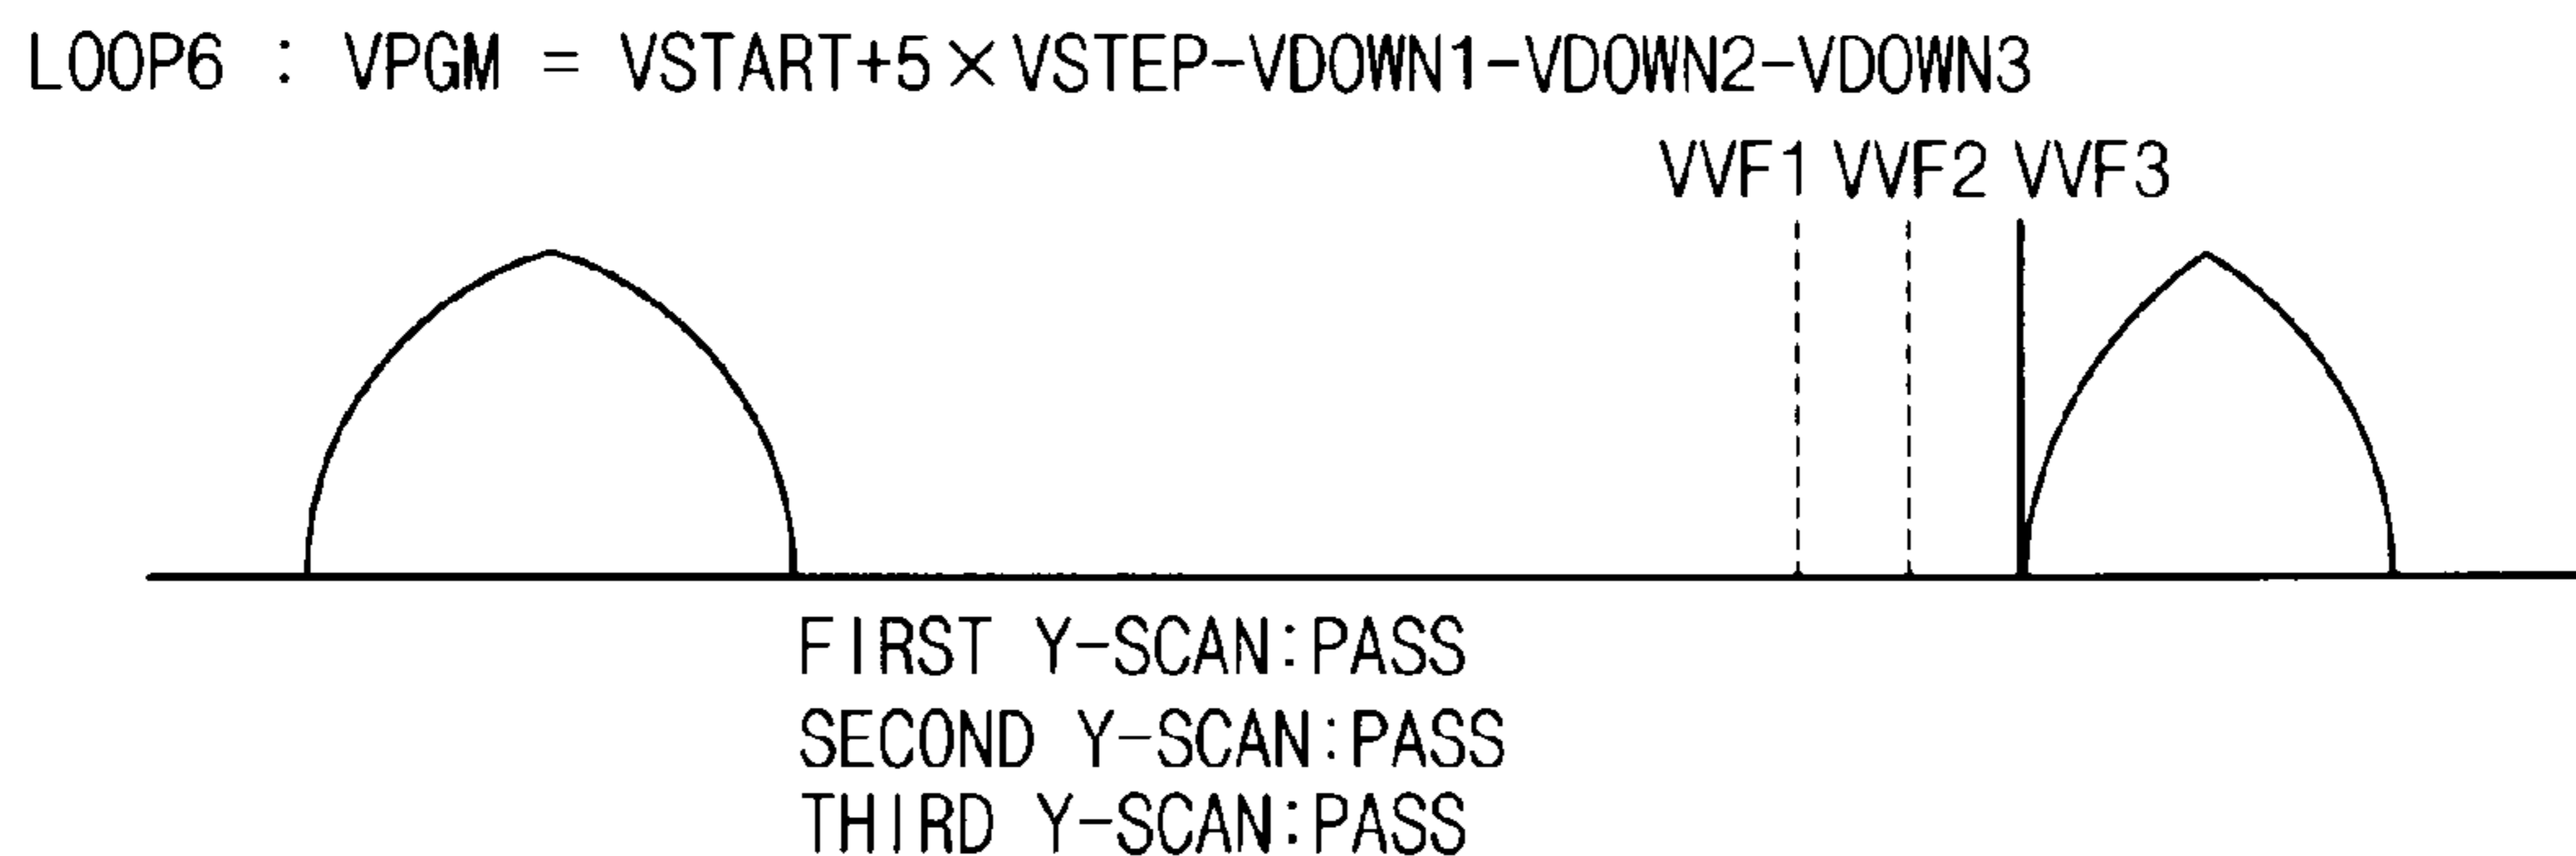 LOOP6 : VPGM = VSTART+5×VSTEP-VDOWN1-VDOWN2-VDOWN3
VVF1 VVF2 VVF3
FIRST Y-SCAN:PASS
SECOND Y-SCAN:PASS
THIRD Y-SCAN:PASS